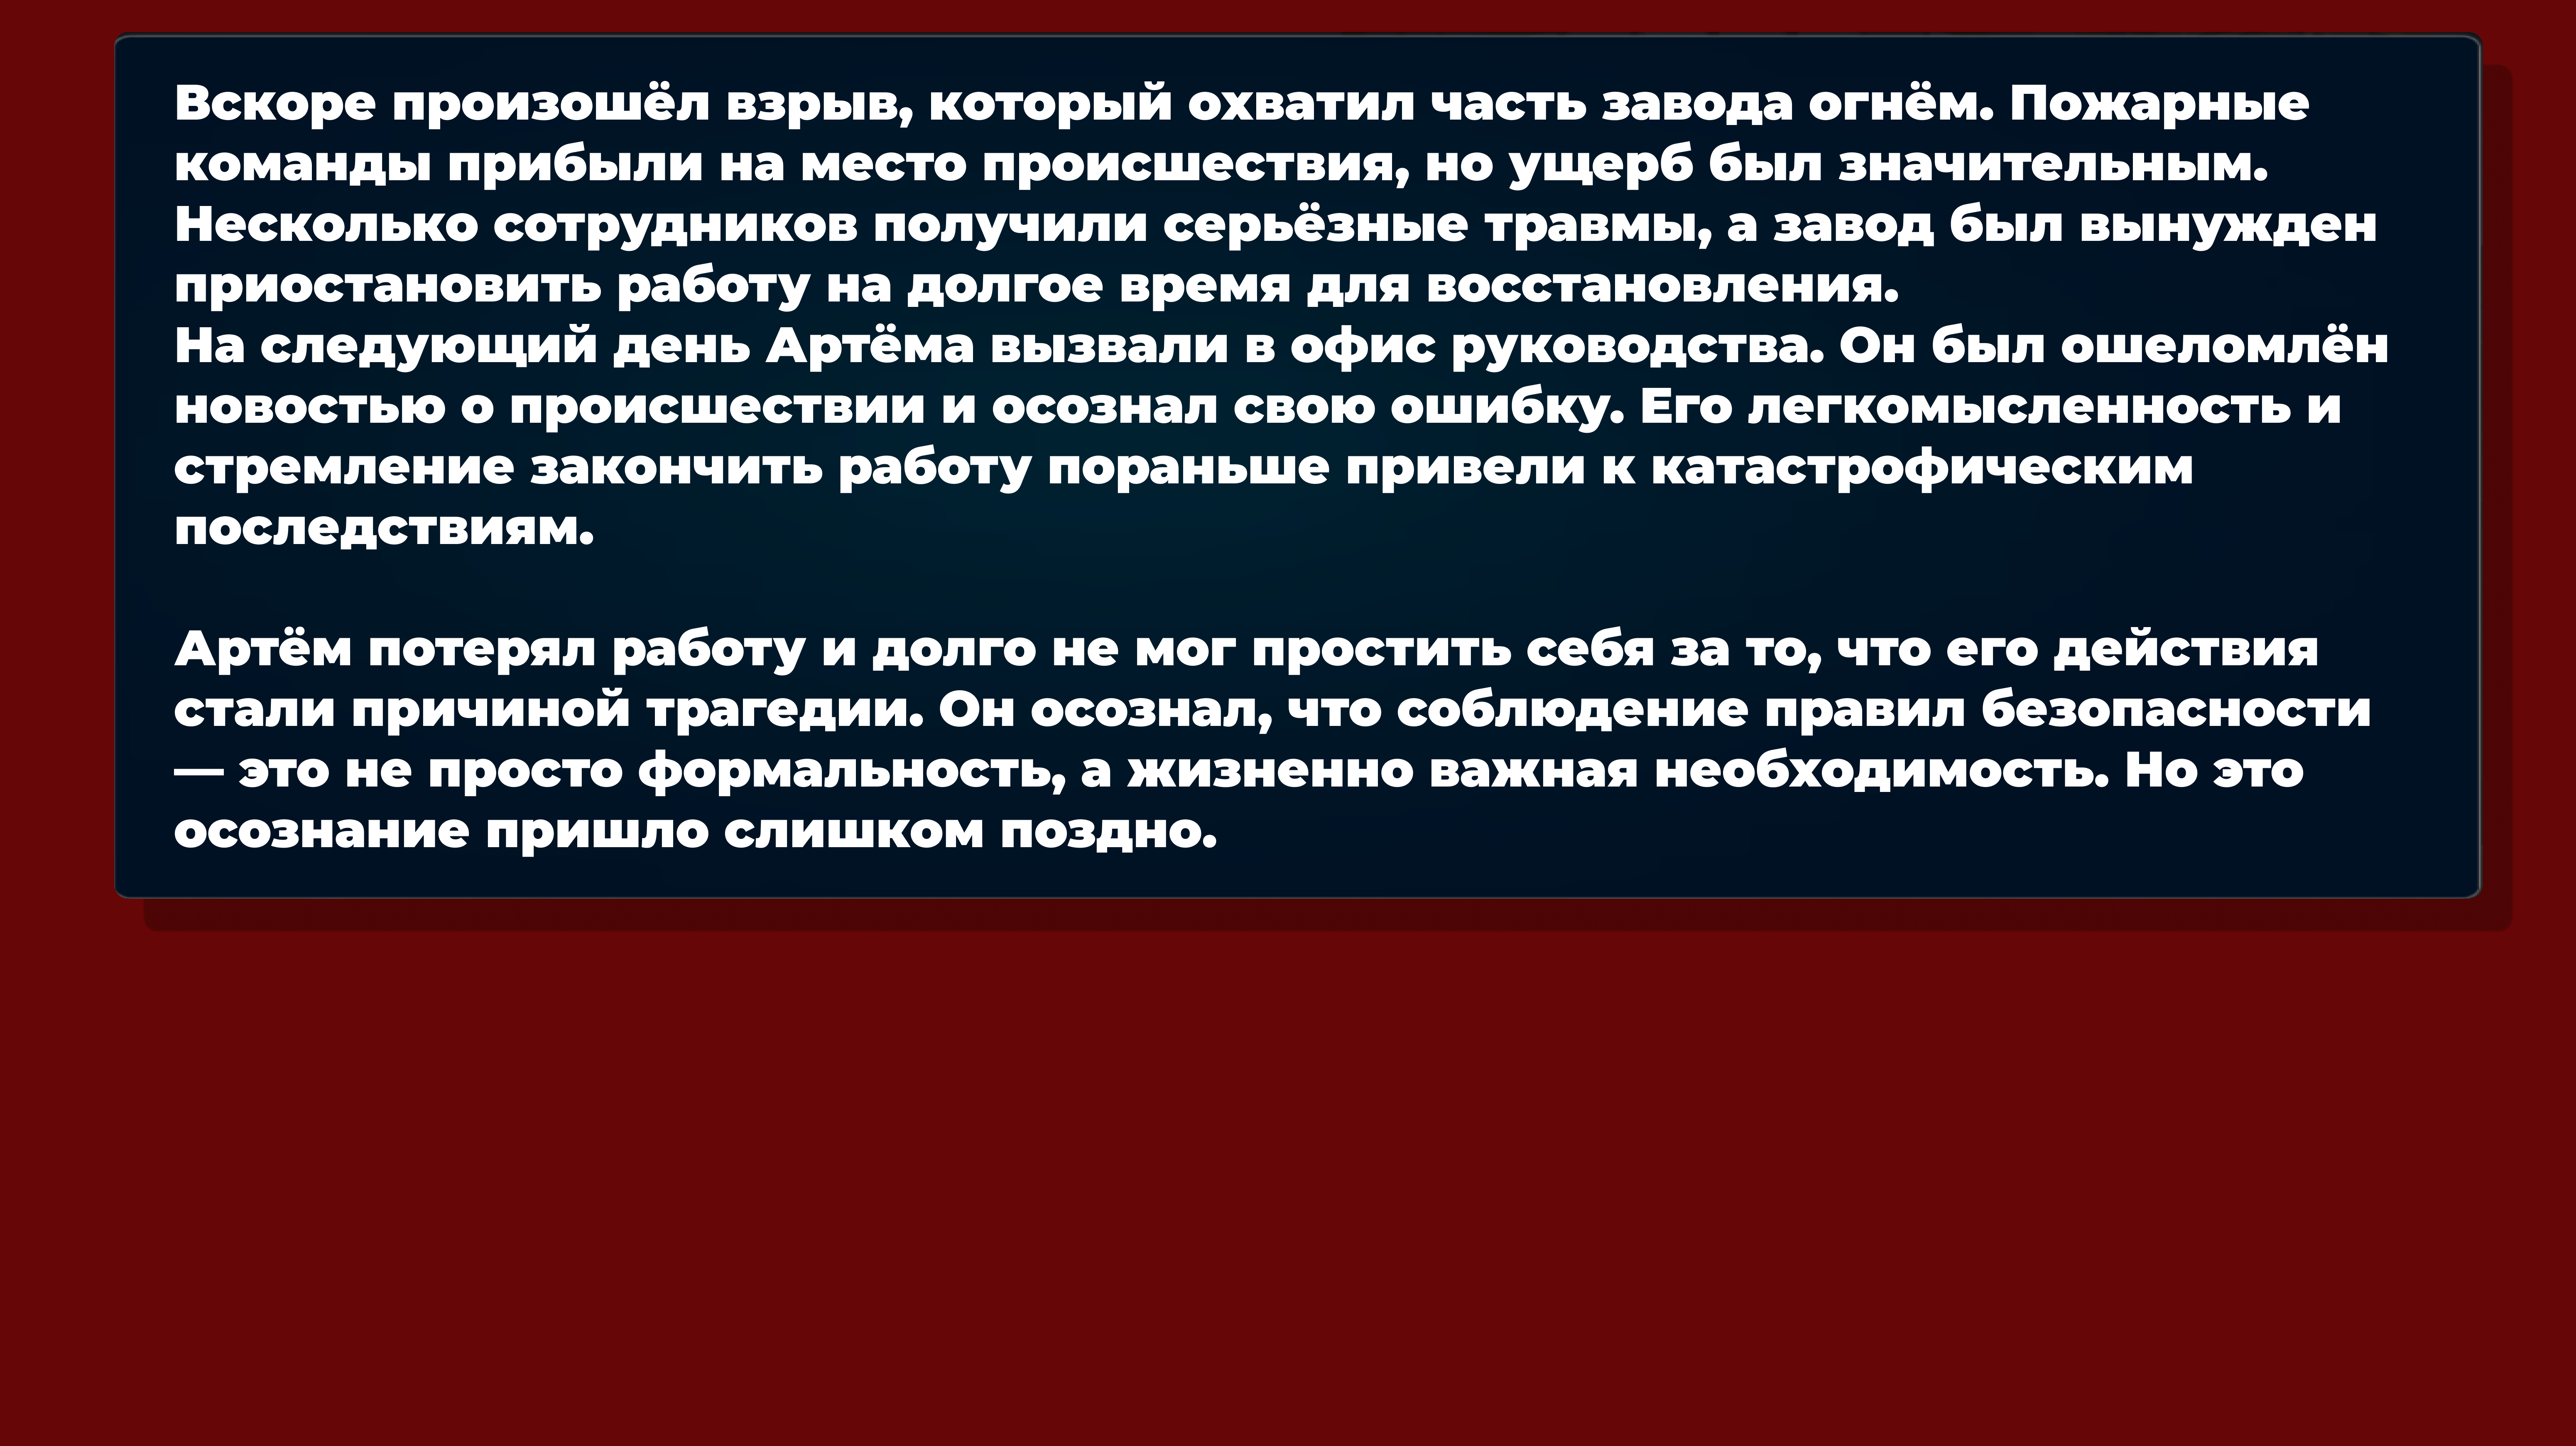 Вскоре произошёл взрыв, который охватил часть завода огнём. Пожарные
команды прибыли на место происшествия, но ущерб был значительным.
Несколько сотрудников получили серьёзные травмы, а завод был вынужден
приостановить работу на долгое время для восстановления.
На следующий день Артёма вызвали в офис руководства. Он был ошеломлён
новостью о происшествии и осознал свою ошибку. Его легкомысленность и
стремление закончить работу пораньше привели к катастрофическим
последствиям.
Артём потерял работу и долго не мог простить себя за то, что его действия
стали причиной трагедии. Он осознал, что соблюдение правил безопасности
— это не просто формальность, а жизненно важная необходимость. Но это
осознание пришло слишком поздно.